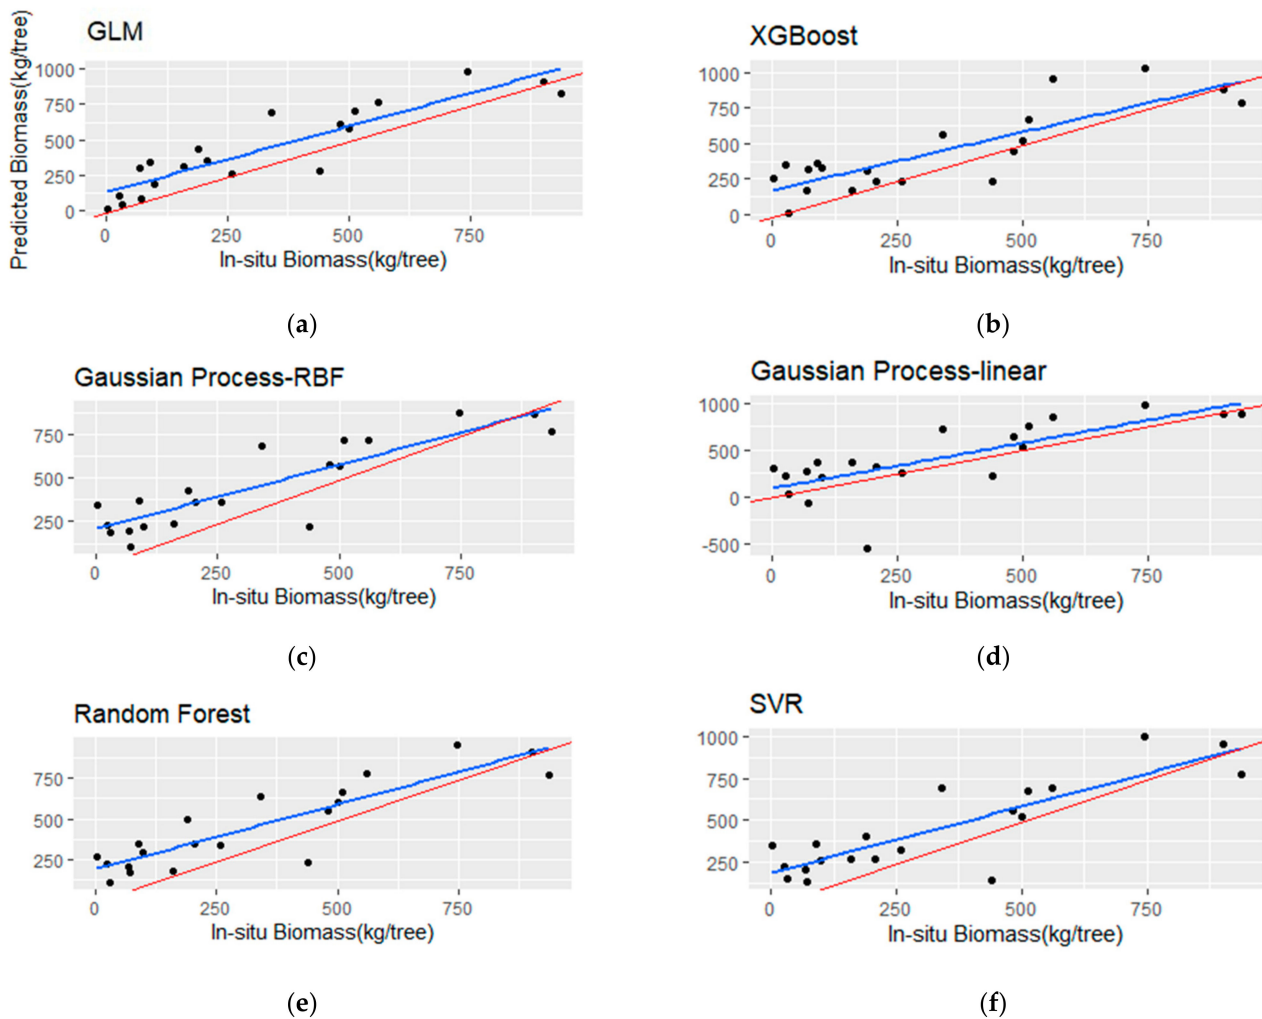 GLM
Predicted Biomass(kg/tree)
1000
750
500
250
0
0 250 500 750
In-situ Biomass(kg/tree)
(a)
XGBoost
1000
750
500
250
0
0 250 500 750
In-situ Biomass(kg/tree)
(b)
Gaussian Process-RBF
750
500
250
0 250 500 750
In-situ Biomass(kg/tree)
(c)
Gaussian Process-linear
1000
500
0
-500
0 250 500 750
In-situ Biomass(kg/tree)
(d)
Random Forest
750
500
250
0 250 500 750
In-situ Biomass(kg/tree)
(e)
SVR
1000
750
500
250
0 250 500 750
In-situ Biomass(kg/tree)
(f)